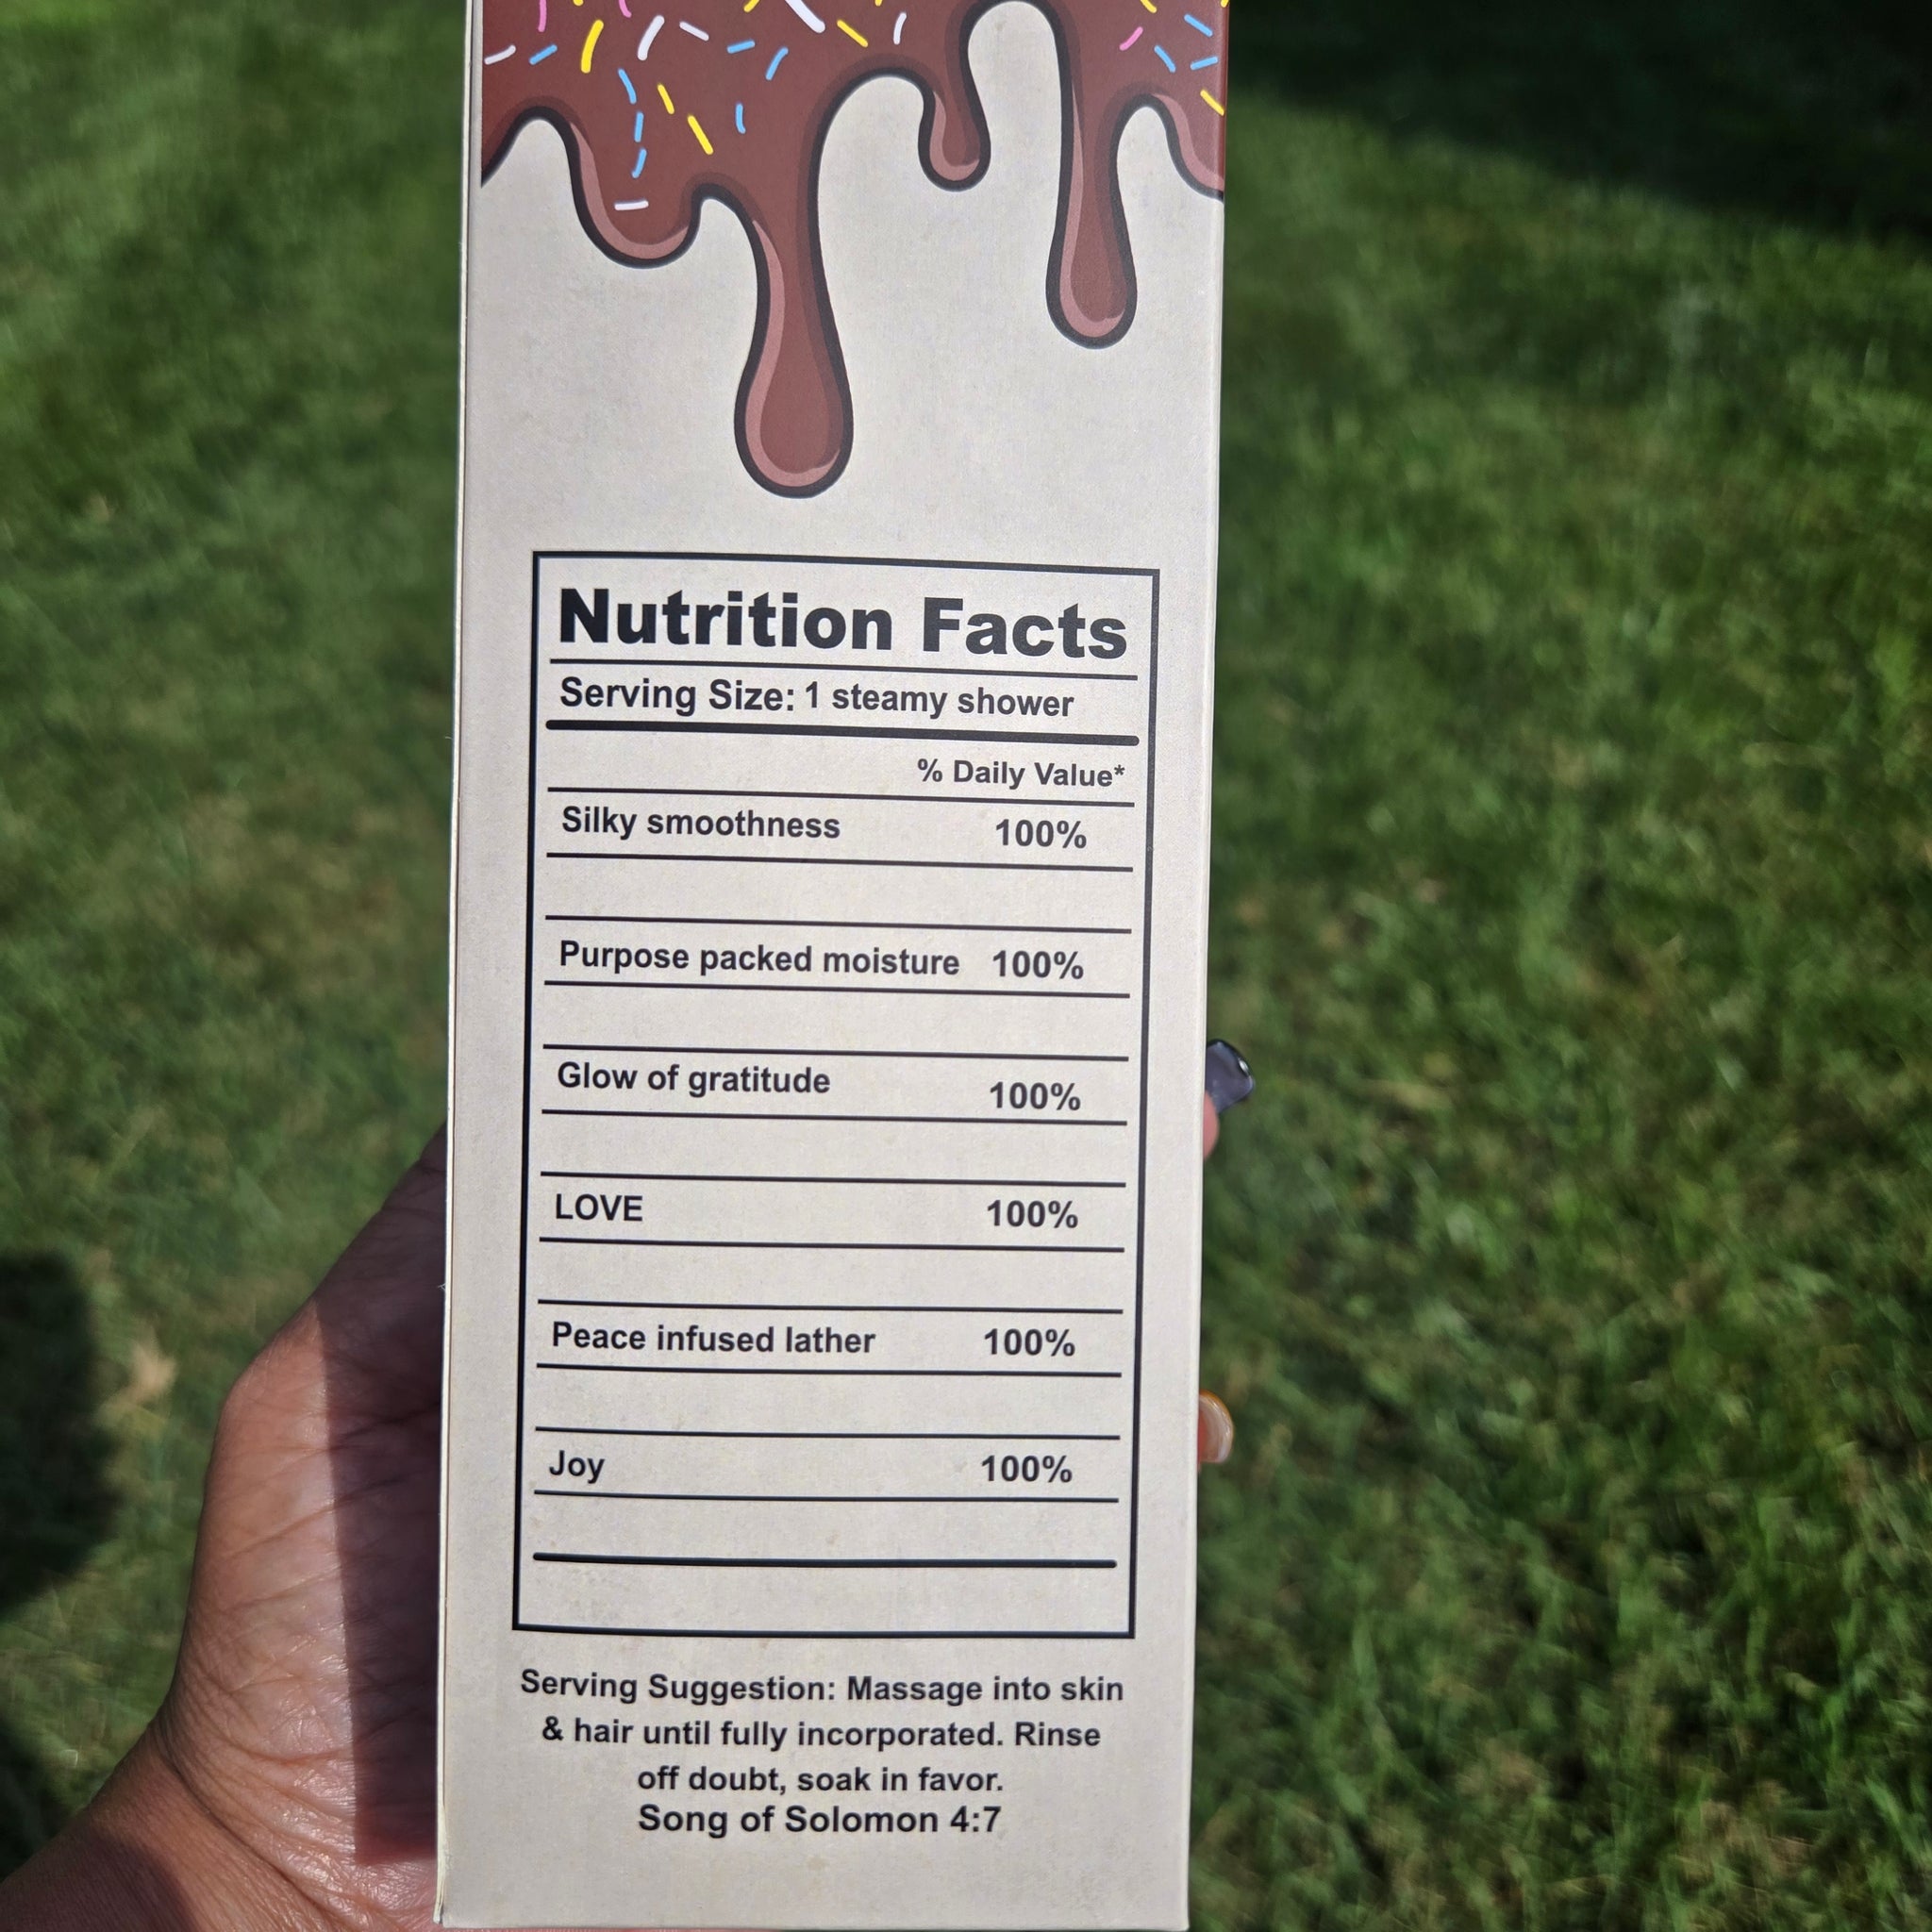 Nutrition Facts
Serving Size: 1 steamy shower
% Daily Value*
Silky smoothness 100%
Purpose packed moisture 100%
Glow of gratitude 100%
LOVE 100%
Peace infused lather 100%
Joy 100%
Serving Suggestion: Massage into skin
& hair until fully incorporated. Rinse
off doubt, soak in favor.
Song of Solomon 4:7